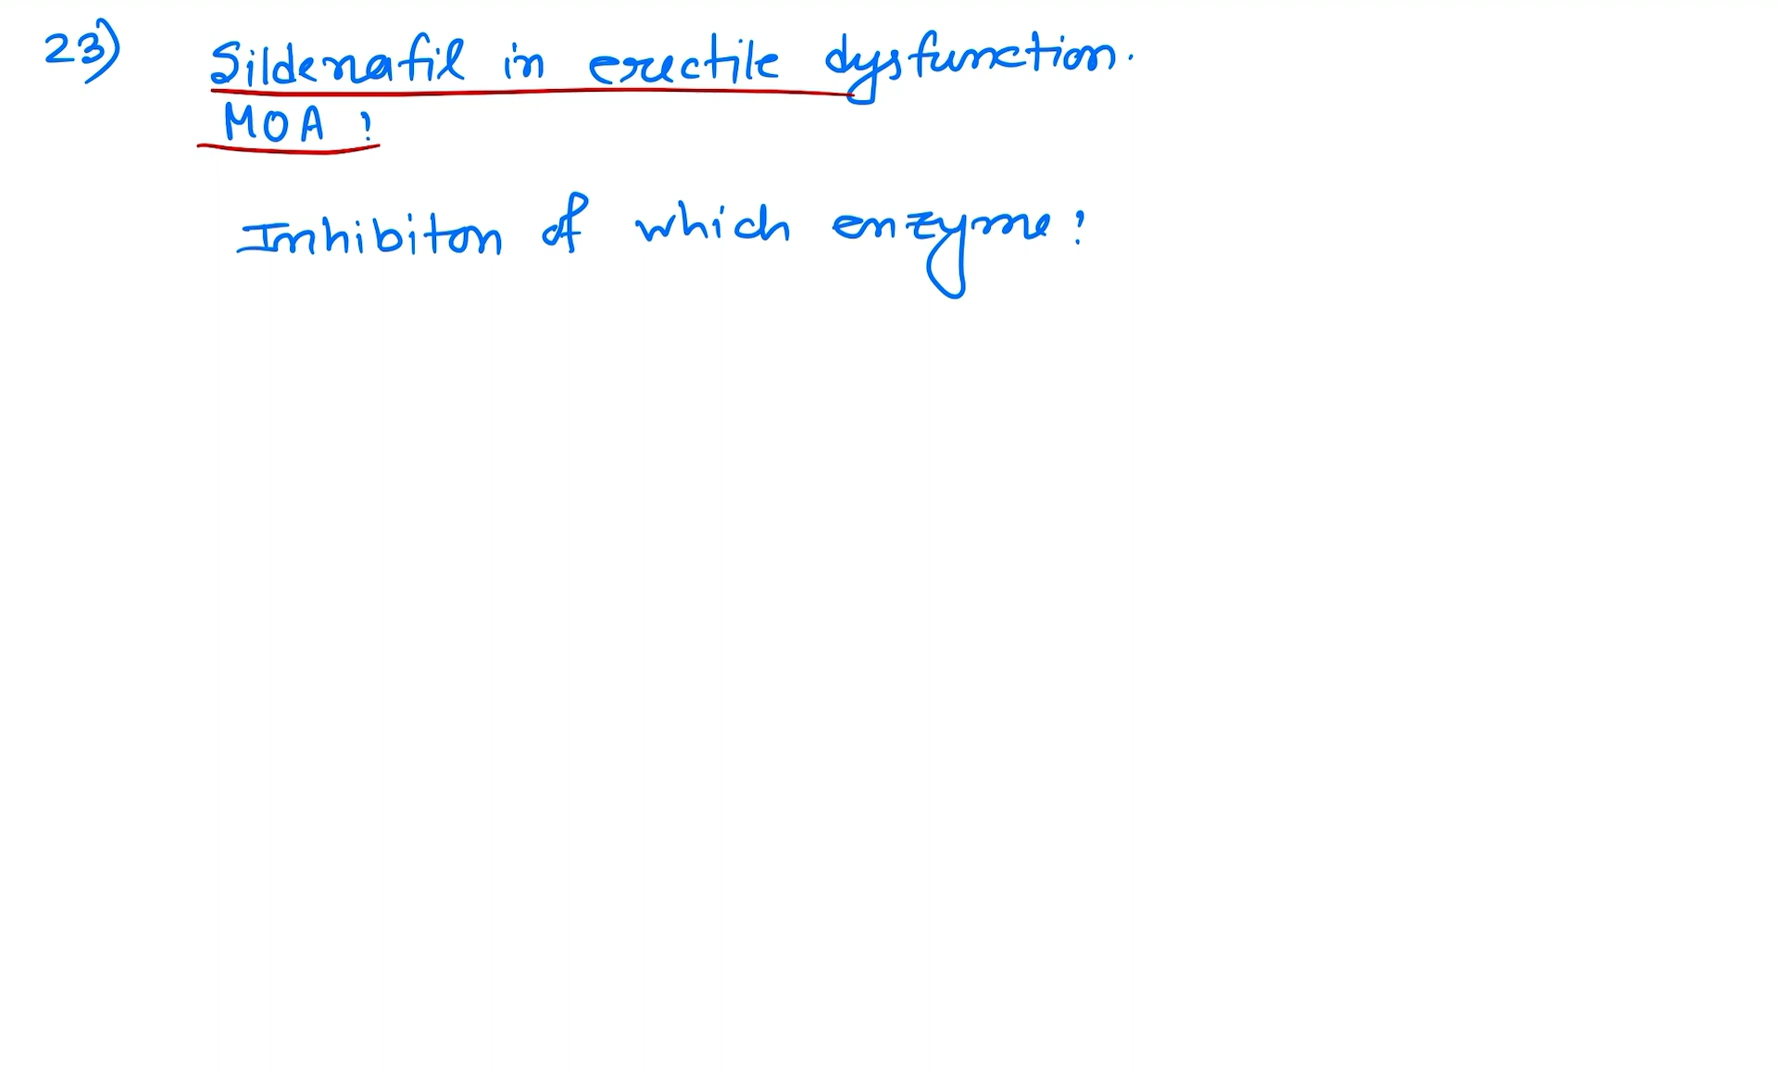 23) Sildenafil in erectile dysfunction.
MOA ?
Inhibiton of which enzyme?